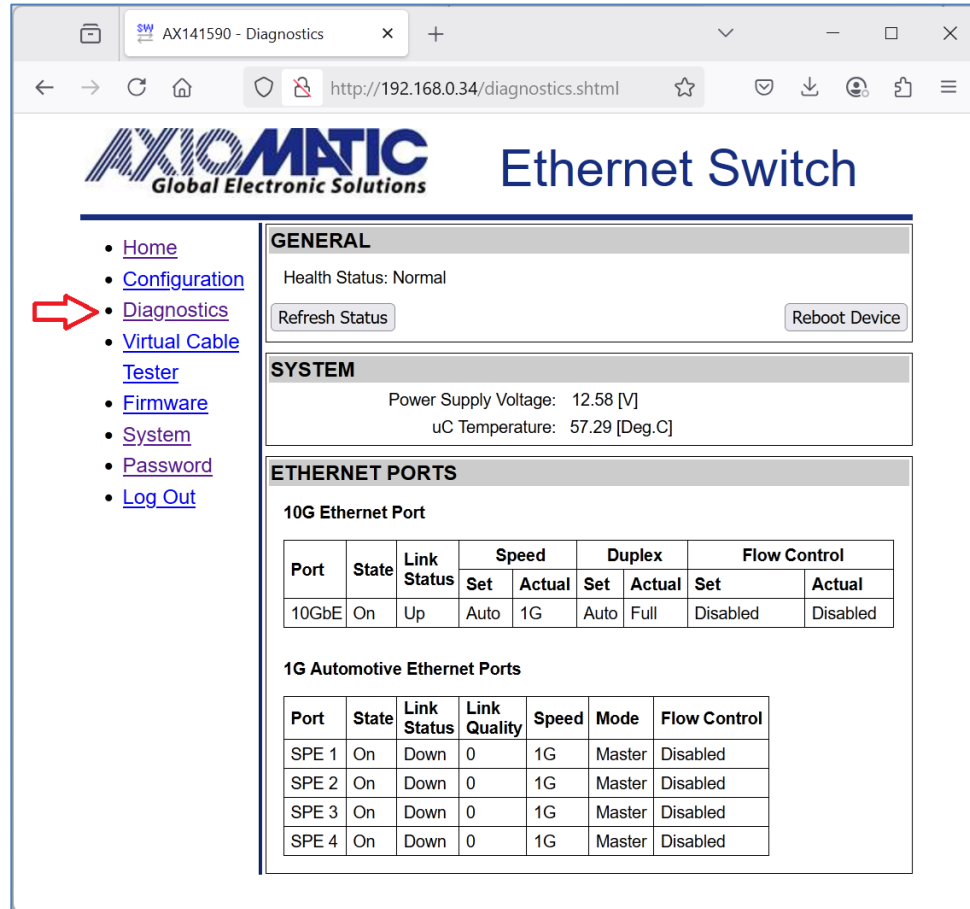 SW AX141590 - Diagnostics
http://192.168.0.34/diagnostics.shtml
AXIOMATIC
Global Electronic Solutions
Ethernet Switch
Home
Configuration
Diagnostics
Virtual Cable
Tester
Firmware
System
Password
Log Out
GENERAL
Health Status: Normal
Refresh Status Reboot Device
SYSTEM
Power Supply Voltage: 12.58 [V]
uC Temperature: 57.29 [Deg.C]
ETHERNET PORTS
10G Ethernet Port
Port State Link Status Speed Duplex Flow Control
Set Actual Set Actual Set Actual
10GbE On Up Auto 1G Auto Full Disabled Disabled
1G Automotive Ethernet Ports
Port State Link Status Link Quality Speed Mode Flow Control
SPE 1 On Down 0 1G Master Disabled
SPE 2 On Down 0 1G Master Disabled
SPE 3 On Down 0 1G Master Disabled
SPE 4 On Down 0 1G Master Disabled